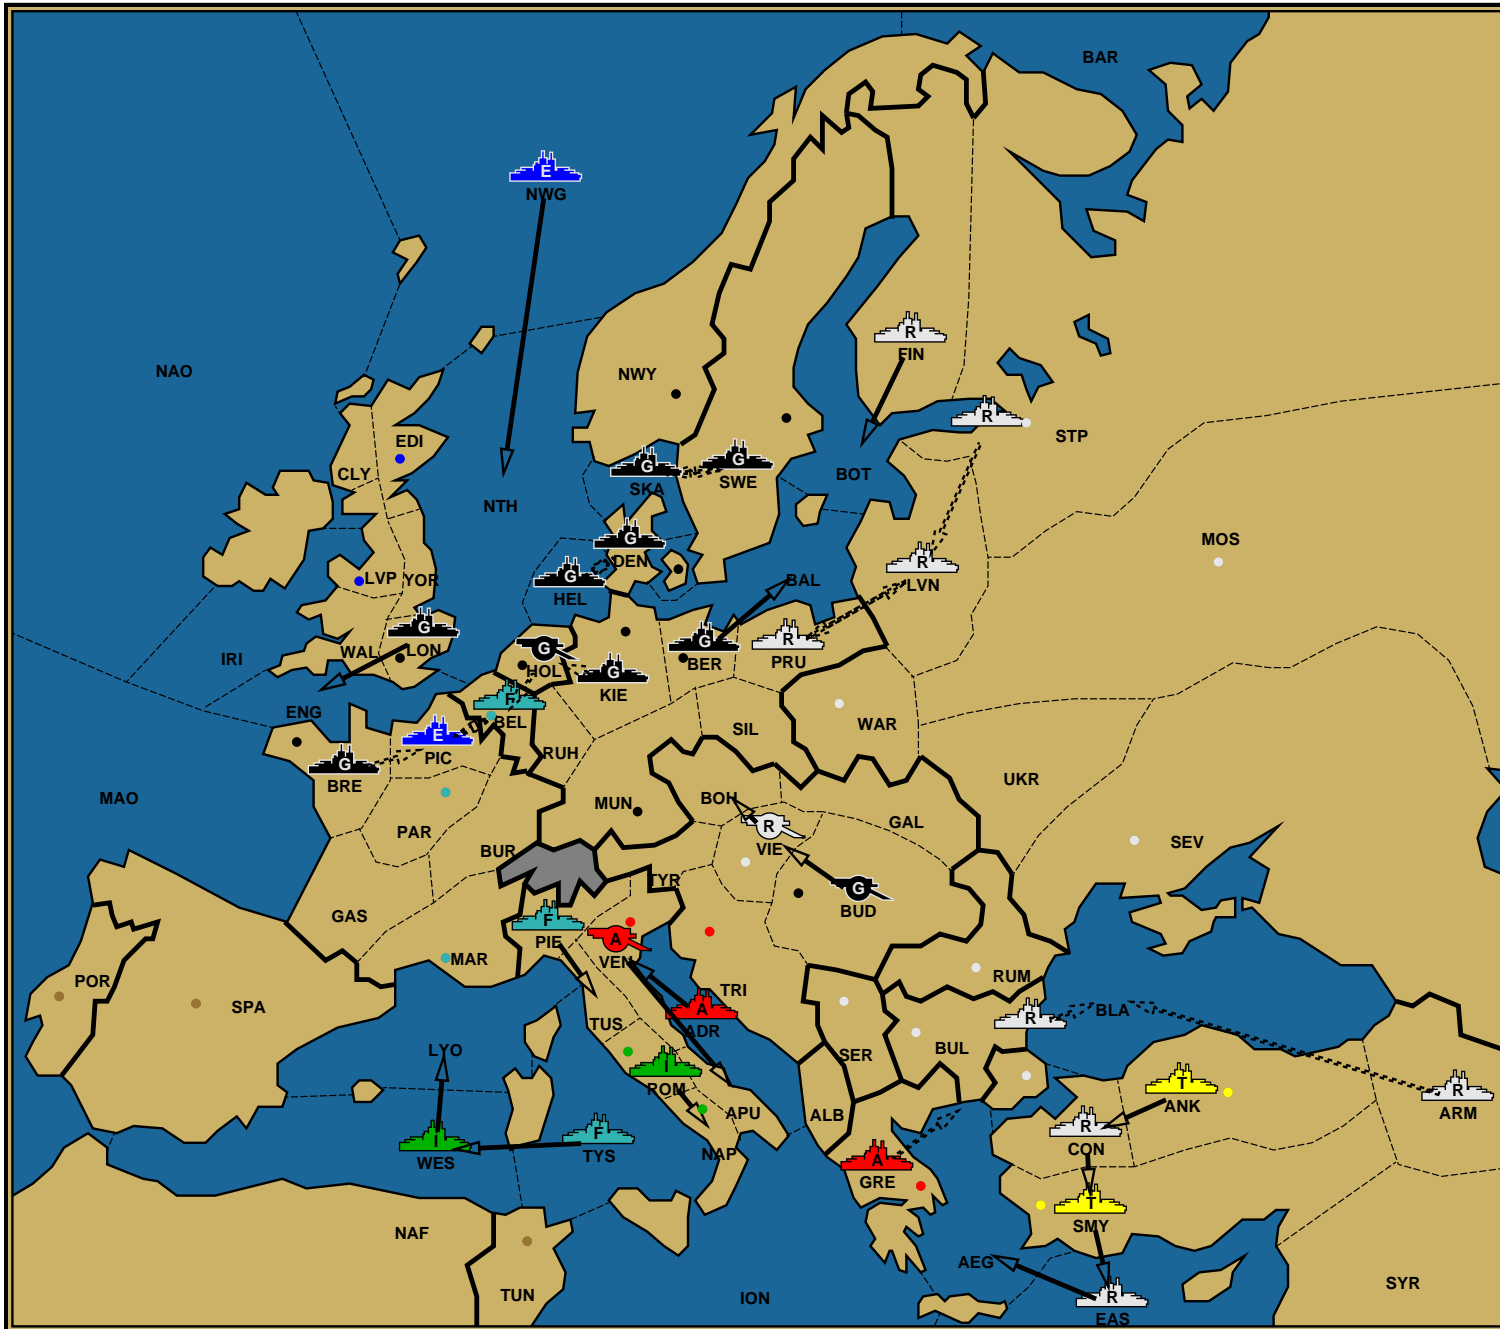 BAR
E
NWG
R
FIN
NAO
NWY
R
STP
EDI
CLY
G
SKA
G
SWE
BOT
NTH
G
DEN
MOS
R
LVN
G
HEL
BAL
LVP
YOR
G
LON
WAL
IRI
G
HOL
G
KIE
G
BER
R
PRU
F
BEL
ENG
E
PIC
SIL
WAR
RUH
G
BRE
UKR
MAO
MUN
BOH
R
VIE
GAL
PAR
BUR
SEV
TYR
G
BUD
GAS
F
PIE
A
VEN
MAR
POR
SPA
RUM
TRI
A
ADR
TUS
R
BLA
LYO
SER
BUL
I
ROM
T
ANK
R
ARM
APU
ALB
R
CON
I
WES
F
TYS
NAP
A
GRE
T
SMY
NAF
AEG
SYR
TUN
ION
R
EAS